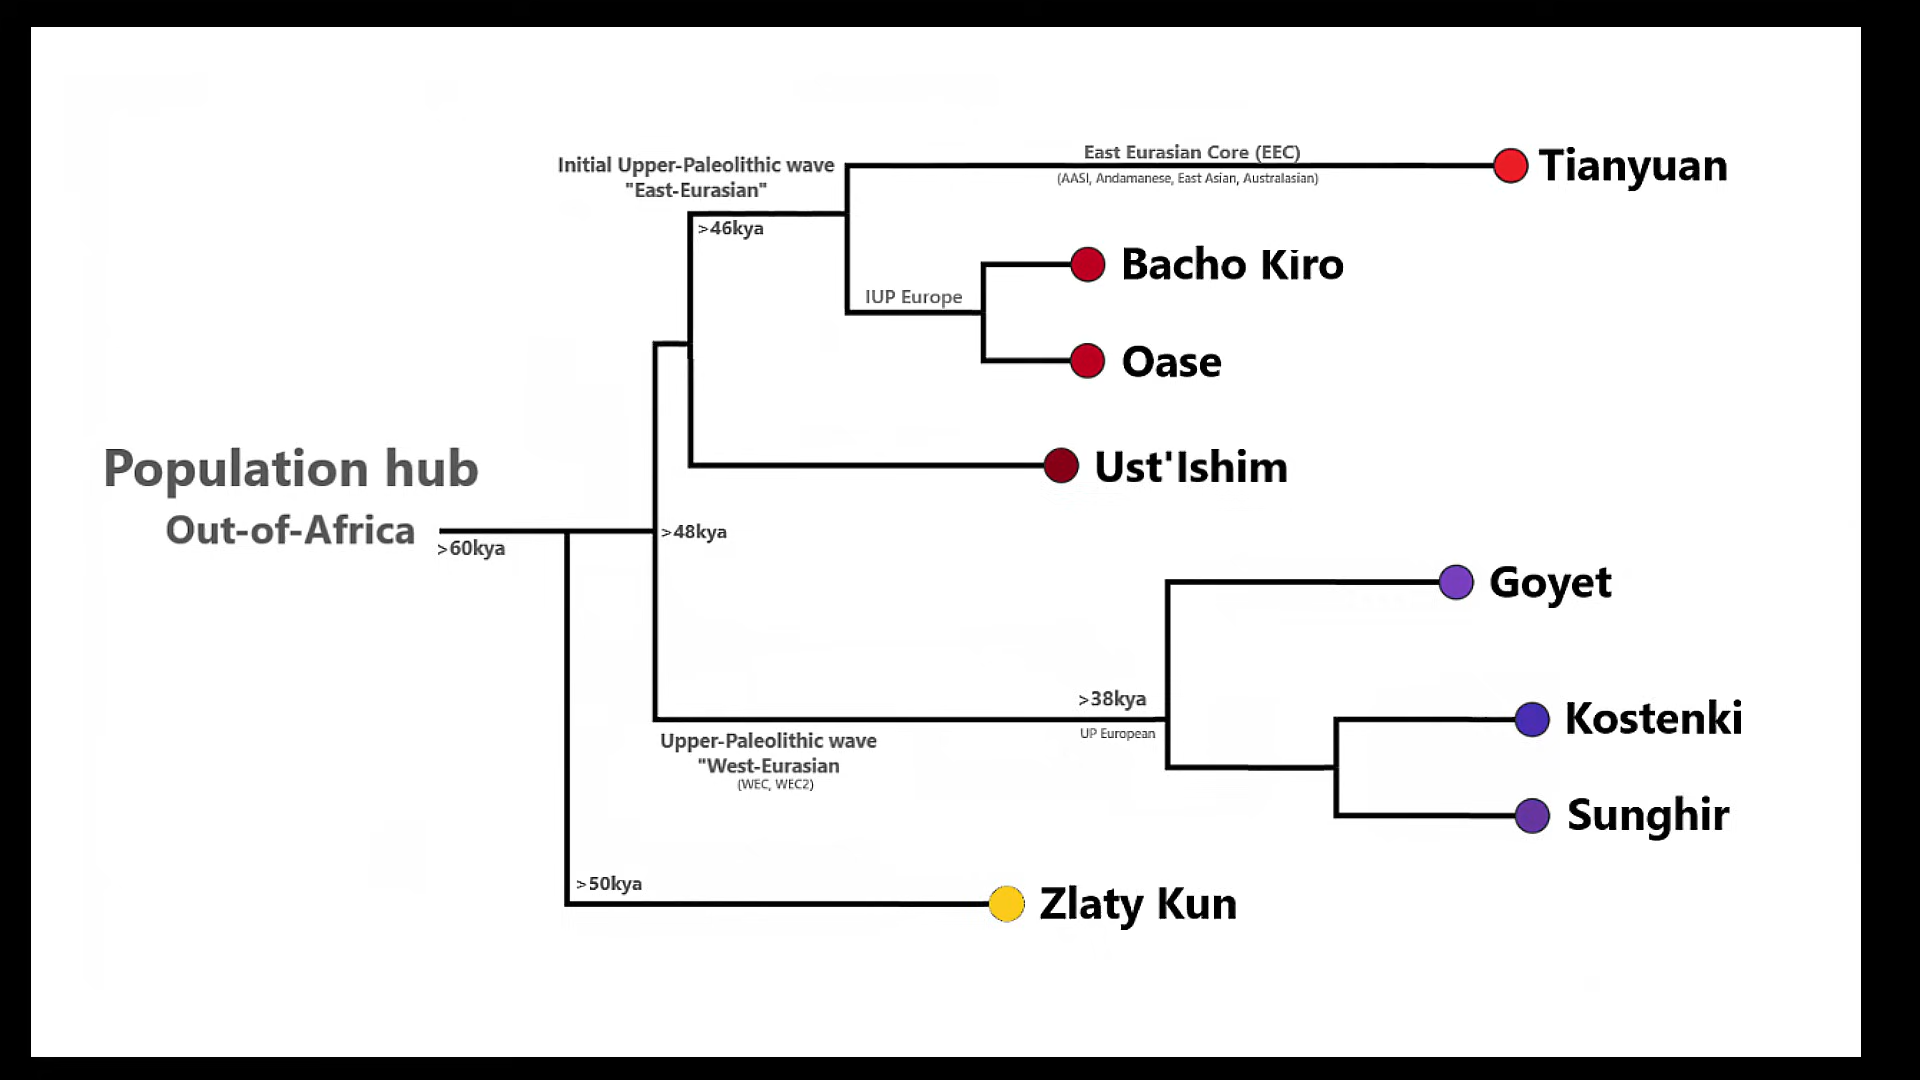 East Eurasian Core (EEC)
(AASI, Andamanese, East Asian, Australasian)
Tianyuan
Initial Upper-Paleolithic wave
"East-Eurasian"
>46kya
Bacho Kiro
IUP Europe
Oase
Ust'Ishim
Population hub
Out-of-Africa
>60kya
>48kya
Goyet
>38kya
UP European
Kostenki
Upper-Paleolithic wave
"West-Eurasian
(WEC, WEC2)
Sunghir
>50kya
Zlaty Kun